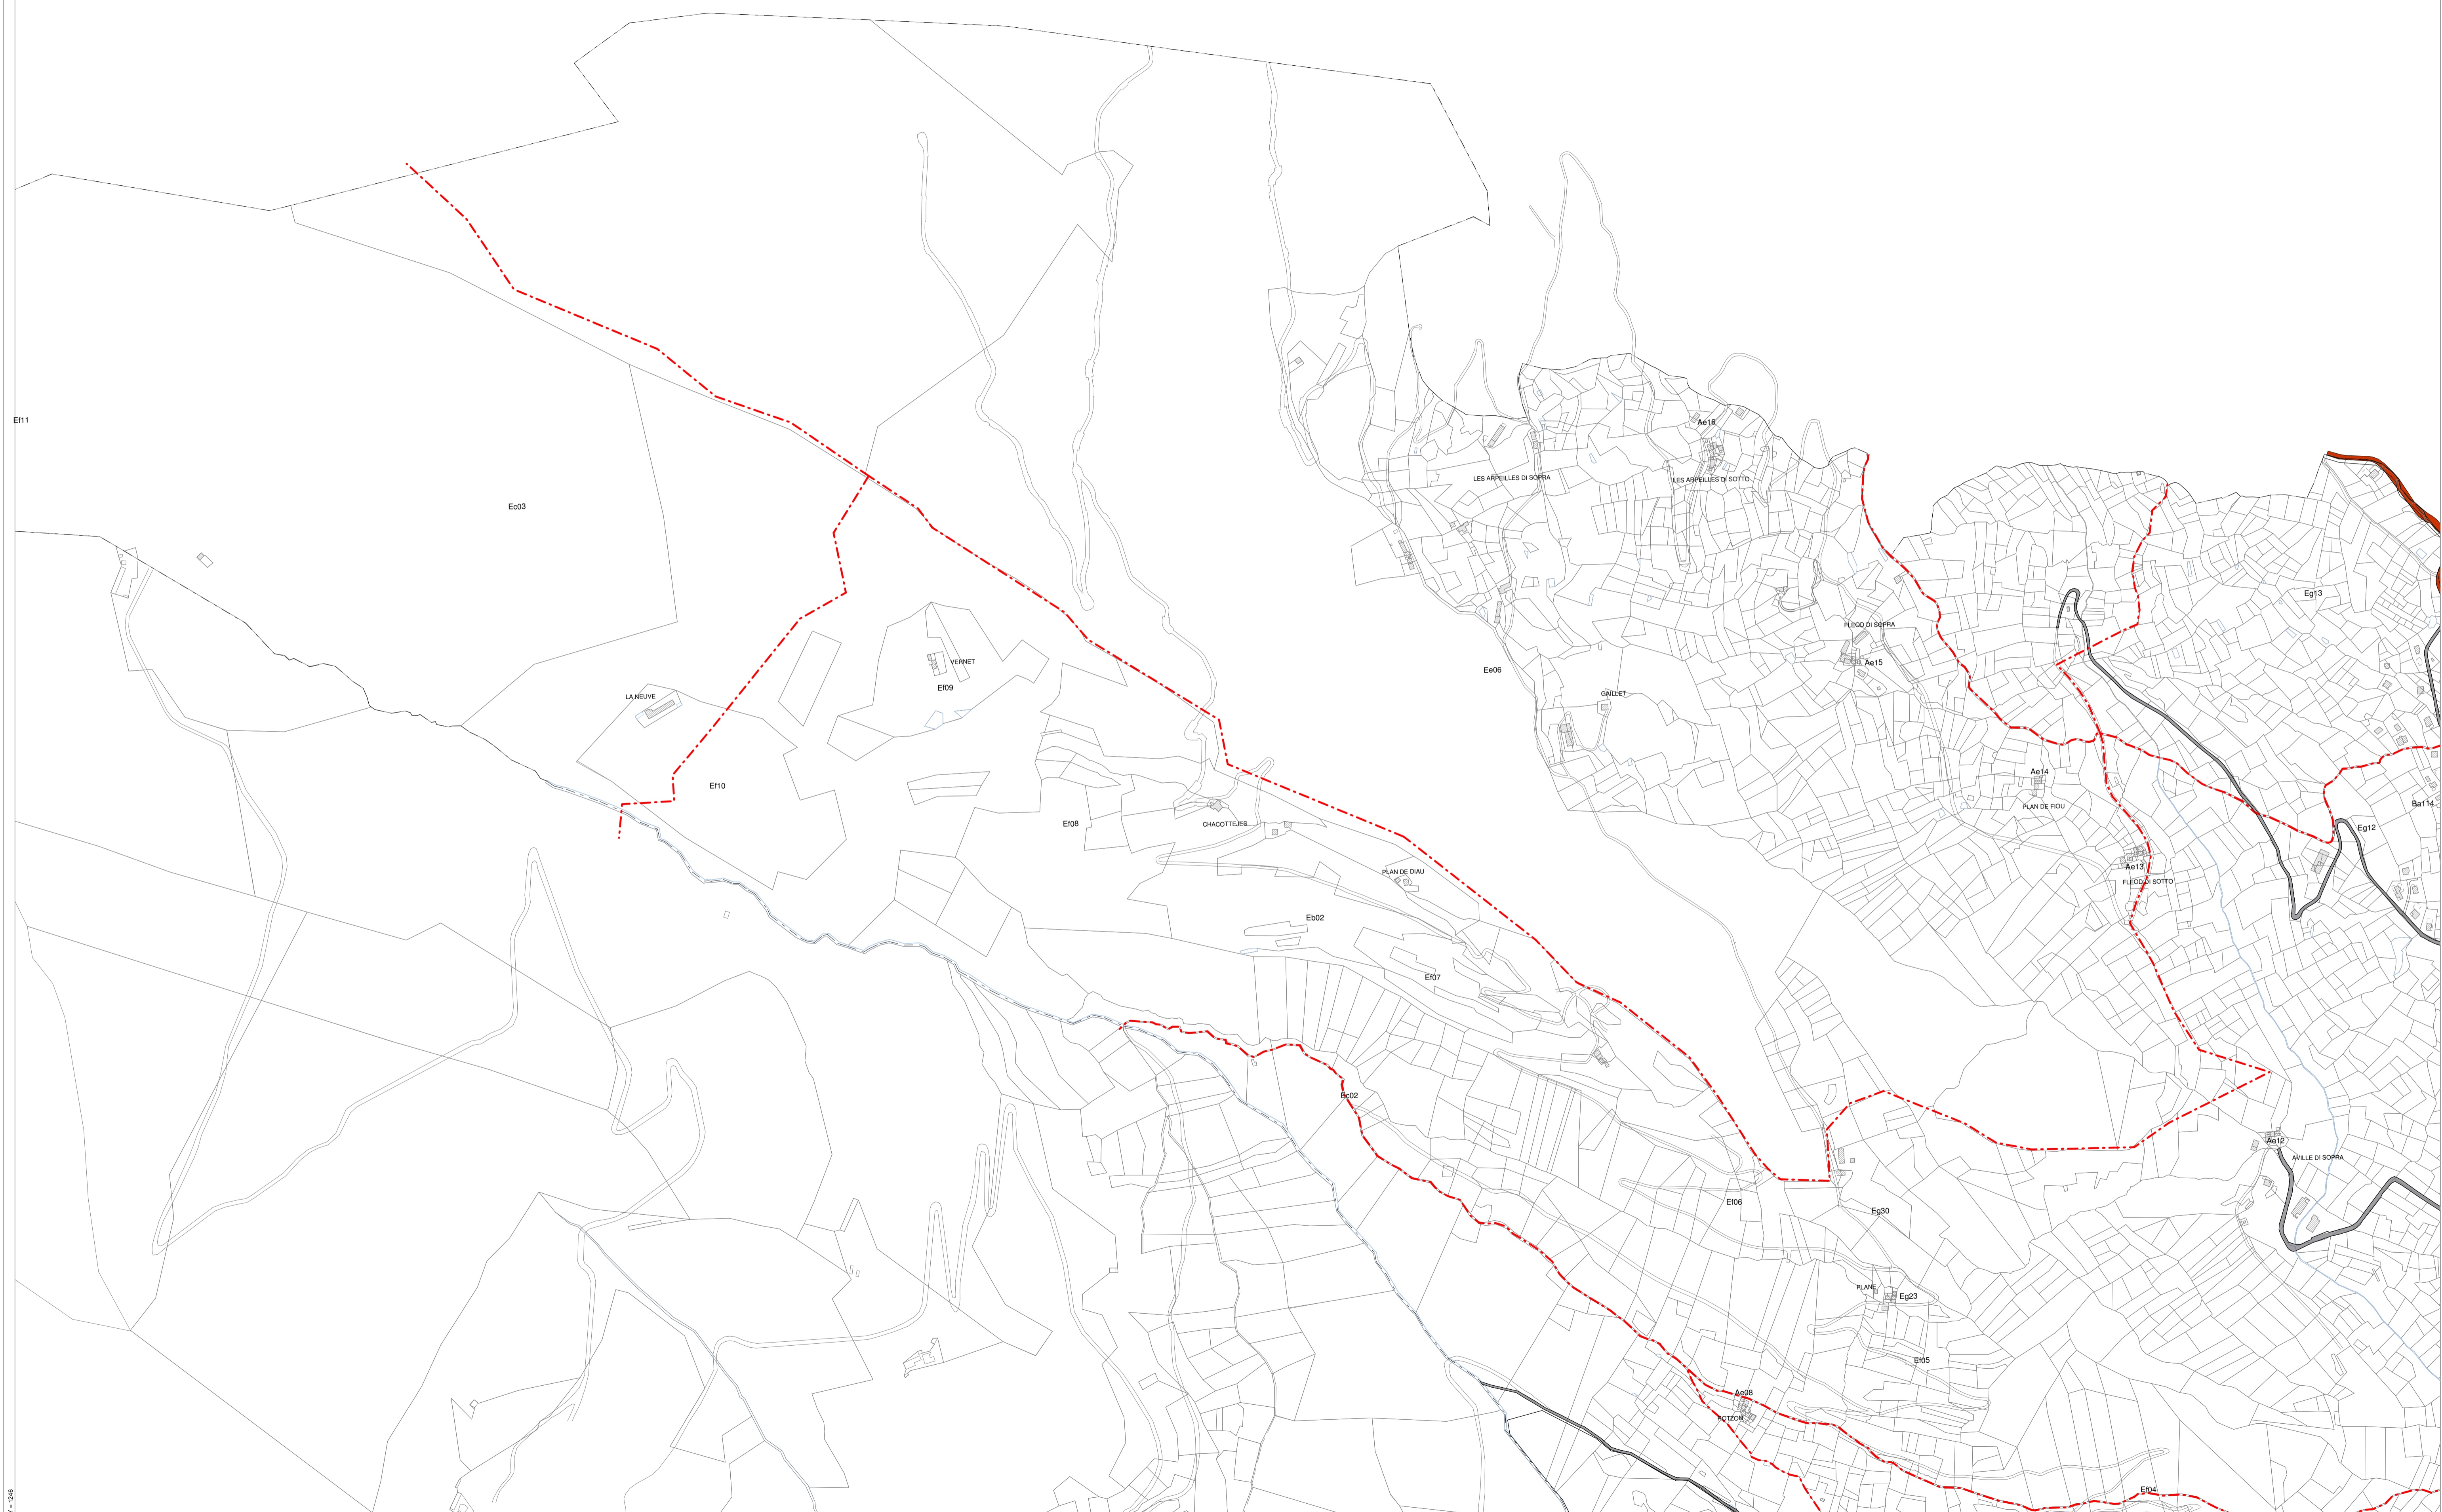 Ef11
Ae16
LES ARPEILLES DI SOPRA
LES ARPEILLES DI SOTTO
Ec03
Eg13
FLEOD DI SOPRA
VERNET
Ae15
Ee06
Ef09
LA NEUVE
GAILLET
Ae14
Ef10
Ba114
PLAN DE FIOU
CHACOTTEJES
Ef08
Eg12
Ae13
PLAN DE DIAU
FLEOD DI SOTTO
Eb02
Ef07
Ec02
Ae12
AVILLE DI SOPRA
Ef06
Eg30
PLANE
Eg23
Ef05
Ae08
ROTZON
Ef04
Y = 1246